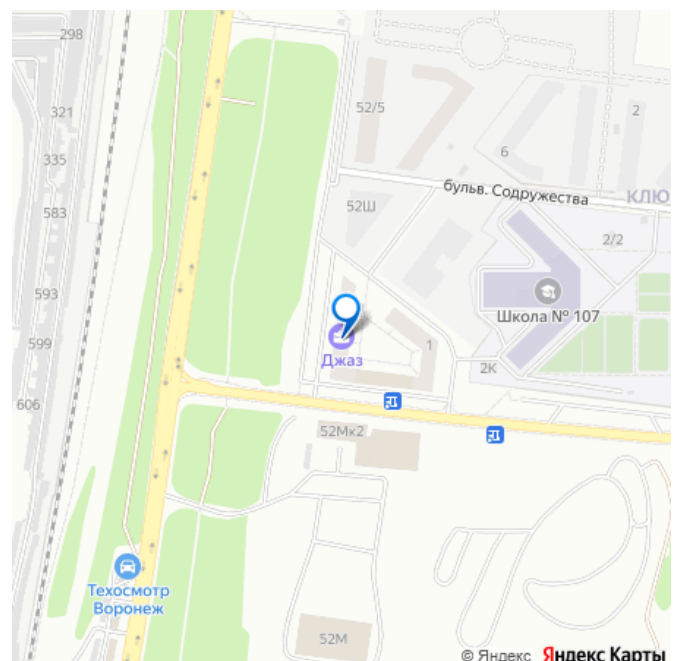 298
52/5
2
321
6
335
бульв. Содружества
КЛЮ
583
52Ш
2/2
593
Школа № 107
599
Джаз
1
2К
606
52Мк2
Техосмотр
Воронеж
52М
© Яндекс Яндекс Карты